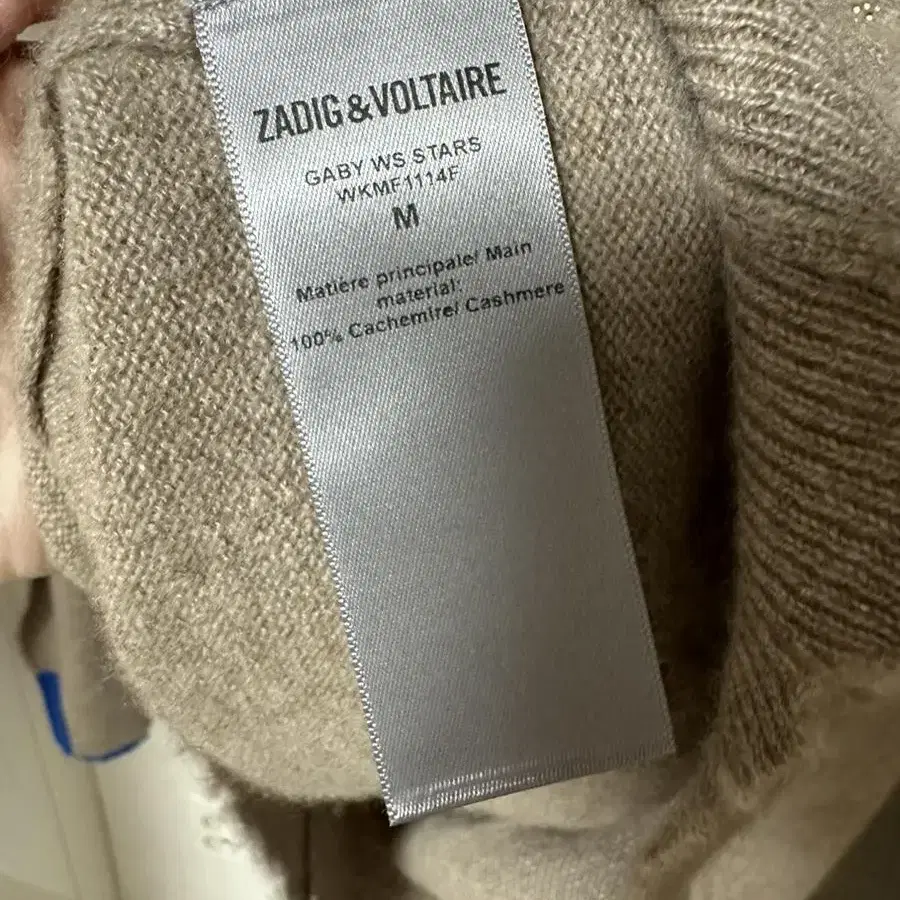 ZADIG&VOLTAIRE
GABY WS STARS
WKMF1114F
M
Matière principale/ Main
material:
100% Cachemire/ Cashmere